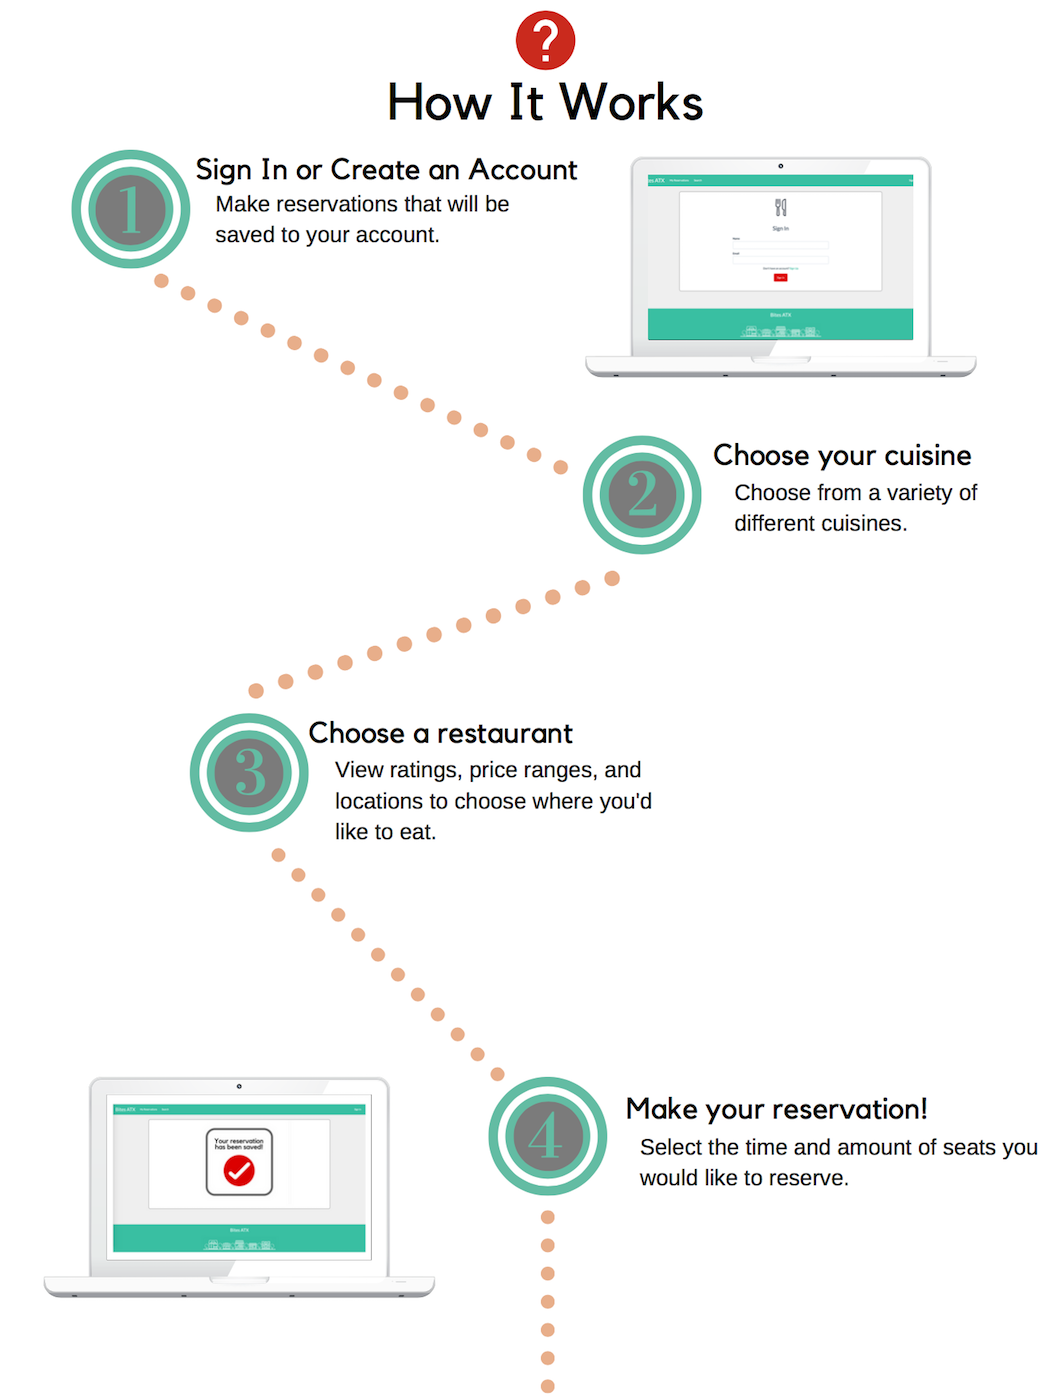 ?
How It Works
1
Sign In or Create an Account
Make reservations that will be
saved to your account.
Sign In
Bites ATX
2
Choose your cuisine
Choose from a variety of
different cuisines.
3
Choose a restaurant
View ratings, price ranges, and
locations to choose where you'd
like to eat.
4
Make your reservation!
Select the time and amount of seats you
would like to reserve.
Bites ATX
Your reservation
has been saved!
Bites ATX